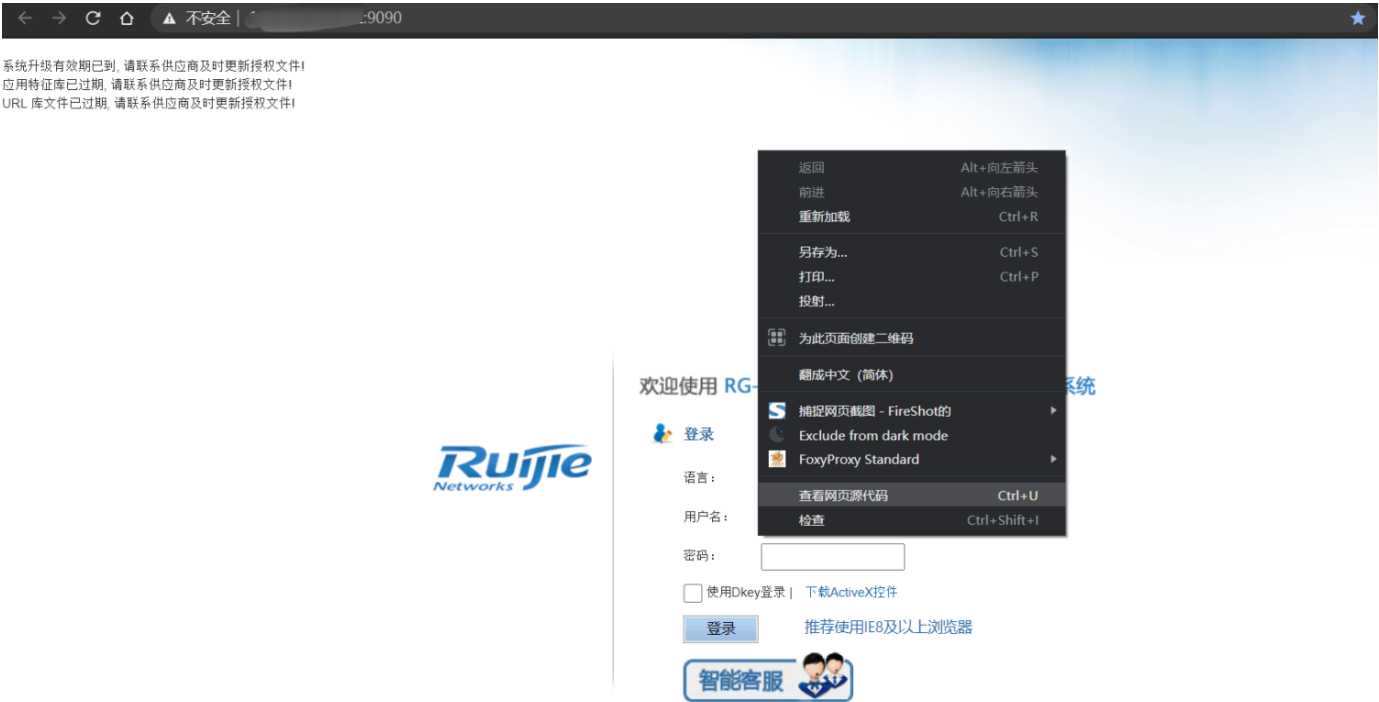 不安全 :9090
系统升级有效期已到, 请联系供应商及时更新授权文件!
应用特征库已过期, 请联系供应商及时更新授权文件!
URL 库文件已过期, 请联系供应商及时更新授权文件!
返回 Alt+向左箭头
前进 Alt+向右箭头
重新加载 Ctrl+R
另存为... Ctrl+S
打印... Ctrl+P
投射...
为此页面创建二维码
翻成中文（简体）
捕捉网页截图 - FireShot的
Exclude from dark mode
FoxyProxy Standard
查看网页源代码 Ctrl+U
检查 Ctrl+Shift+I
欢迎使用 RG- 系统
登录
Ruijie
Networks
语言：
用户名：
密码：
使用Dkey登录 | 下载ActiveX控件
登录 推荐使用IE8及以上浏览器
智能客服